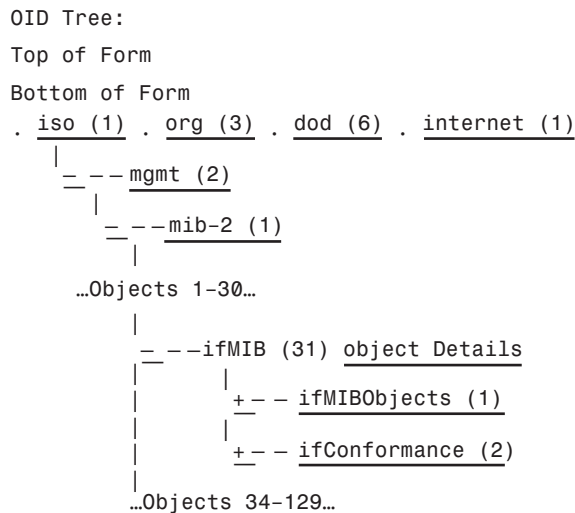 OID Tree:
Top of Form
Bottom of Form
. iso (1) . org (3) . dod (6) . internet (1)
|
– – – mgmt (2)
|
– – – mib-2 (1)
|
…Objects 1–30…
|
– – –ifMIB (31) object Details
| |
| + – – ifMIBObjects (1)
| |
| + – – ifConformance (2)
|
…Objects 34–129…